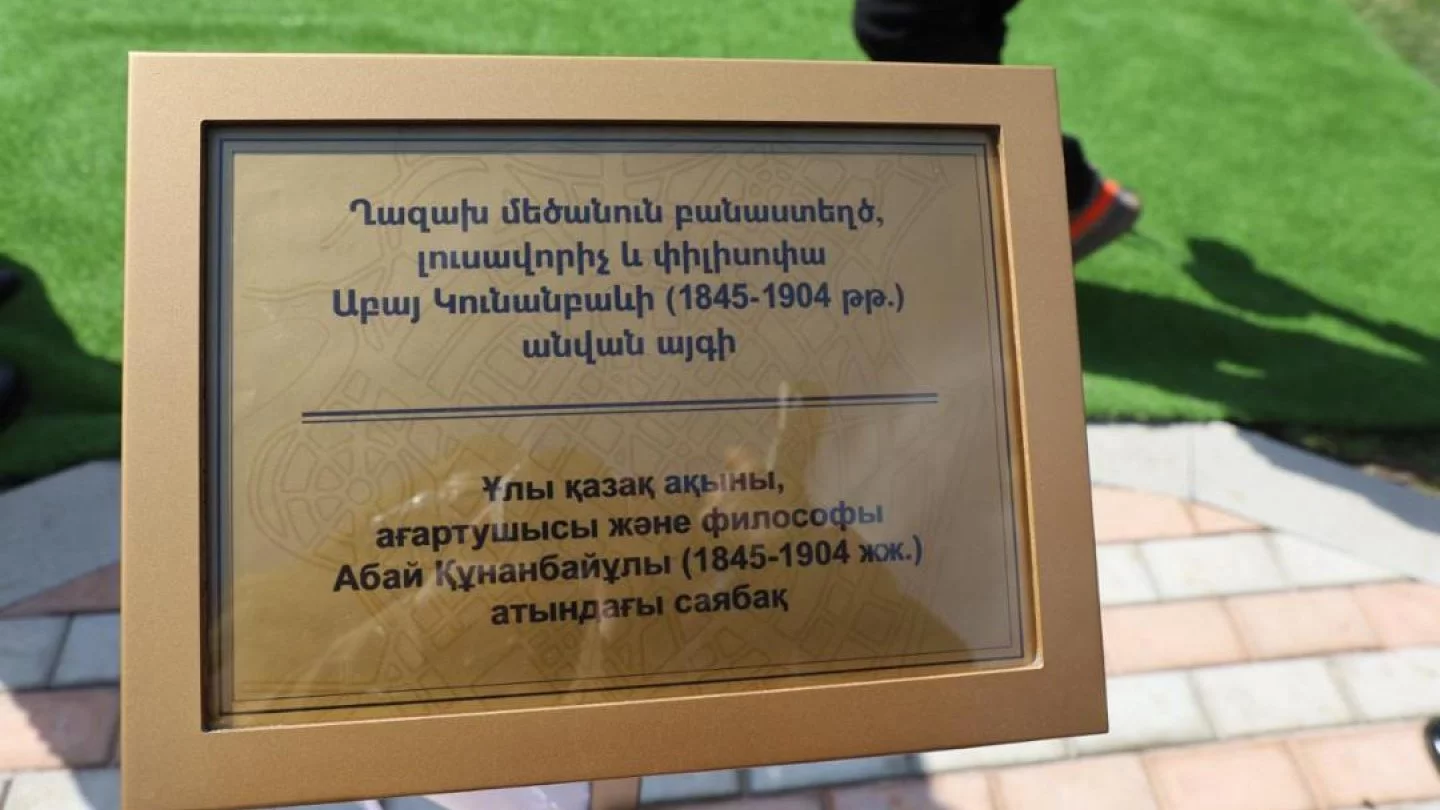 Ղազախ մեծանուն բանաստեղծ,
լուսավորիչ և փիլիսոփա
Աբայ Կունանբաևի (1845-1904 թթ.)
անվան այգի
Ұлы қазақ ақыны,
ағартушысы және философы
Абай Құнанбайұлы (1845-1904 жж.)
атындағы саябақ